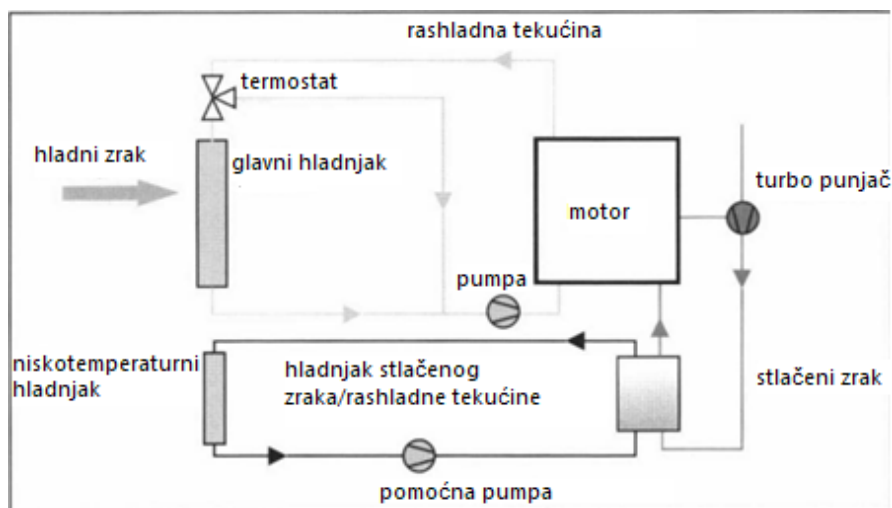 rashladna tekućina
termostat
hladni zrak
glavni hladnjak
turbo punjač
motor
pumpa
niskotemperaturni
hladnjak
hladnjak stlačenog
zraka/rashladne tekućine
stlačeni zrak
pomoćna pumpa